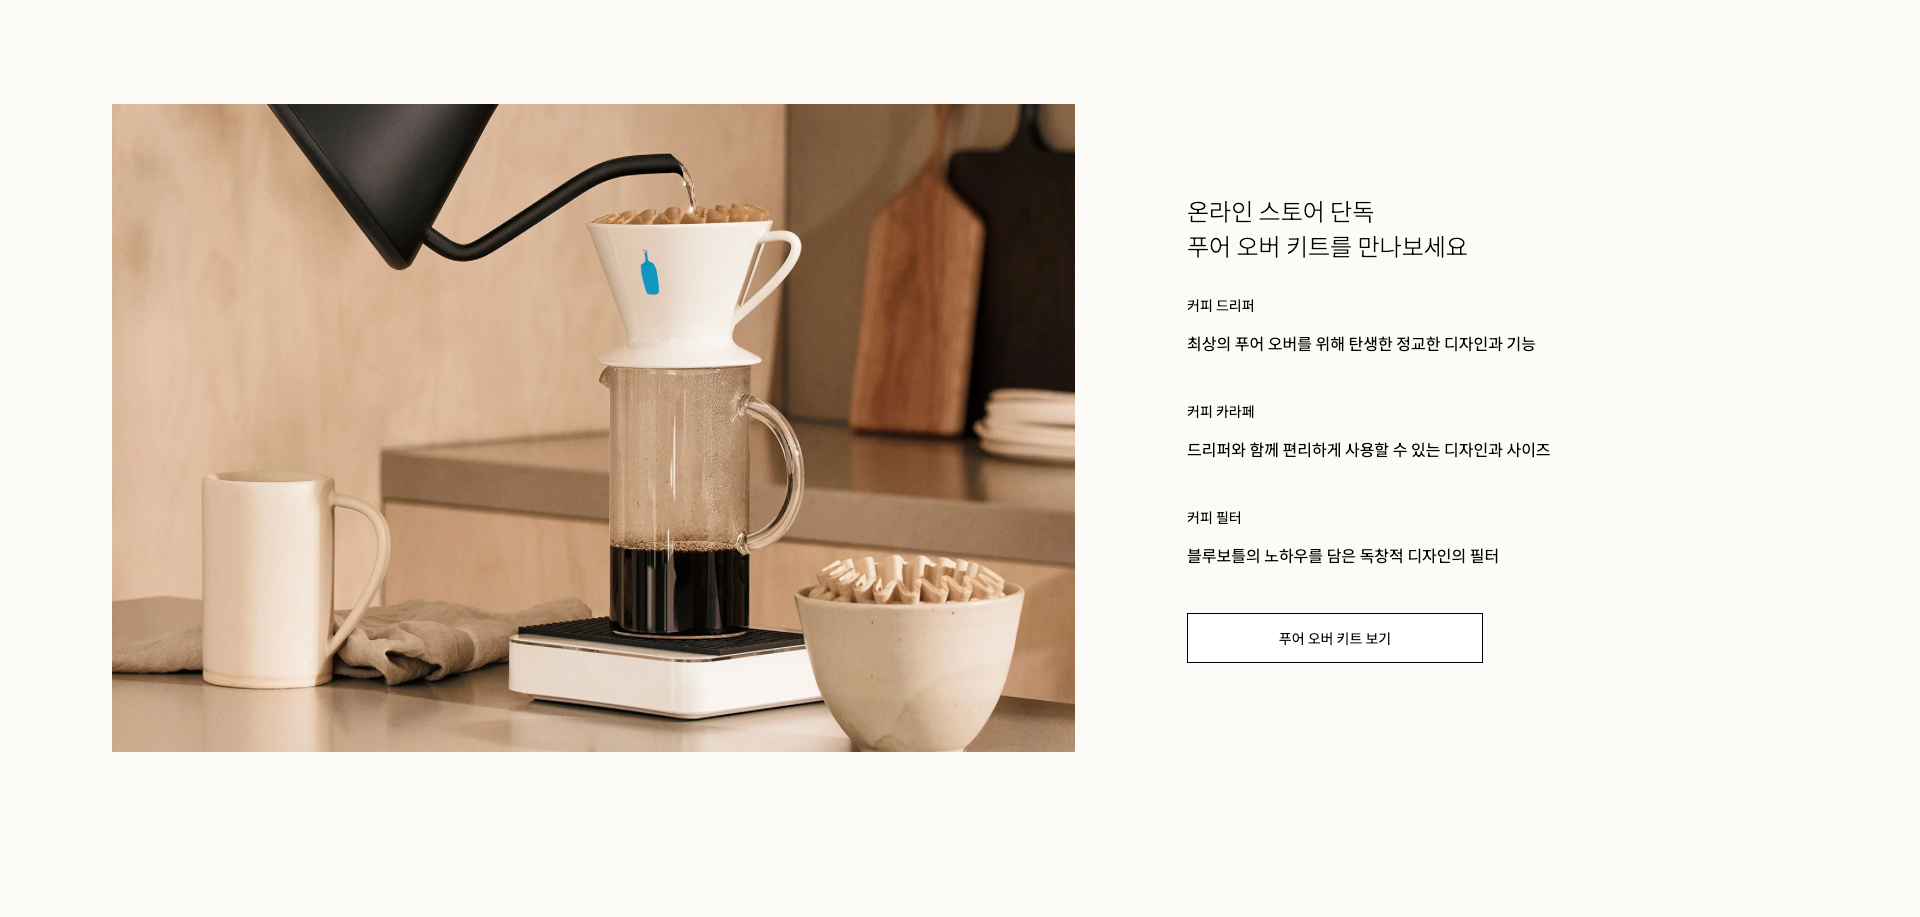 온라인 스토어 단독
푸어 오버 키트를 만나보세요
커피 드리퍼
최상의 푸어 오버를 위해 탄생한 정교한 디자인과 기능
커피 카라페
드리퍼와 함께 편리하게 사용할 수 있는 디자인과 사이즈
커피 필터
블루보틀의 노하우를 담은 독창적 디자인의 필터
푸어 오버 키트 보기